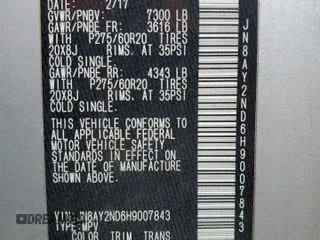 2/17
GVWR/PNBV: 7300 LB
GAWR/PNBE FR: 3616 LB
WITH P275/60R20 TIRES
20X8J RIMS, AT 35PSI
COLD SINGLE.
GAWR/PNBE RR: 4343 LB
WITH P275/60R20 TIRES
20X8J RIMS, AT 35PSI
COLD SINGLE.
THIS VEHICLE CONFORMS
TO ALL APPLICABLE FEDERAL
MOTOR VEHICLE SAFETY
STANDARDS IN EFFECT ON THE
DATE OF MANUFACTURE
SHOWN ABOVE
VIN: JN8AY2ND6H9007843
TYPE: MPV
COLOR TRIM TRANS
JN8AY2ND6H9007843